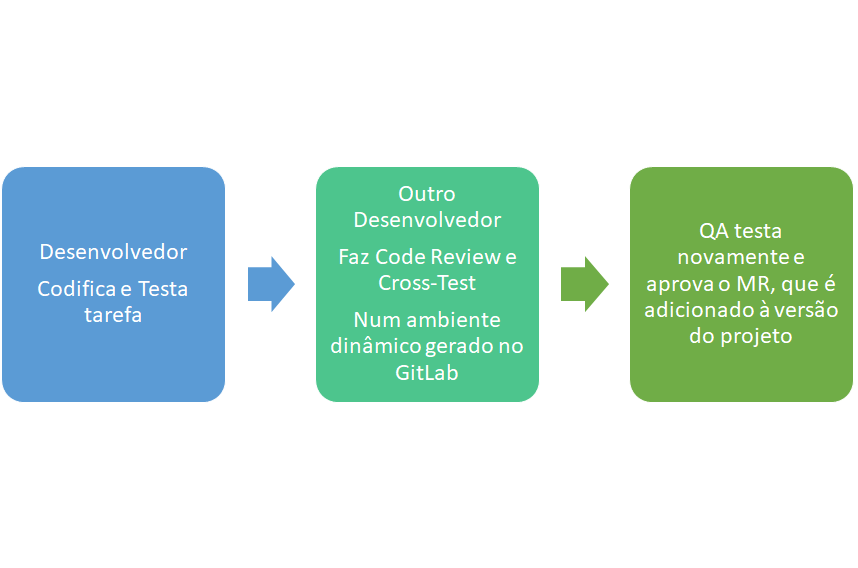 Desenvolvedor
Codifica e Testa
tarefa
Outro
Desenvolvedor
Faz Code Review e
Cross-Test
Num ambiente
dinâmico gerado no
GitLab
QA testa
novamente e
aprova o MR, que é
adicionado à versão
do projeto